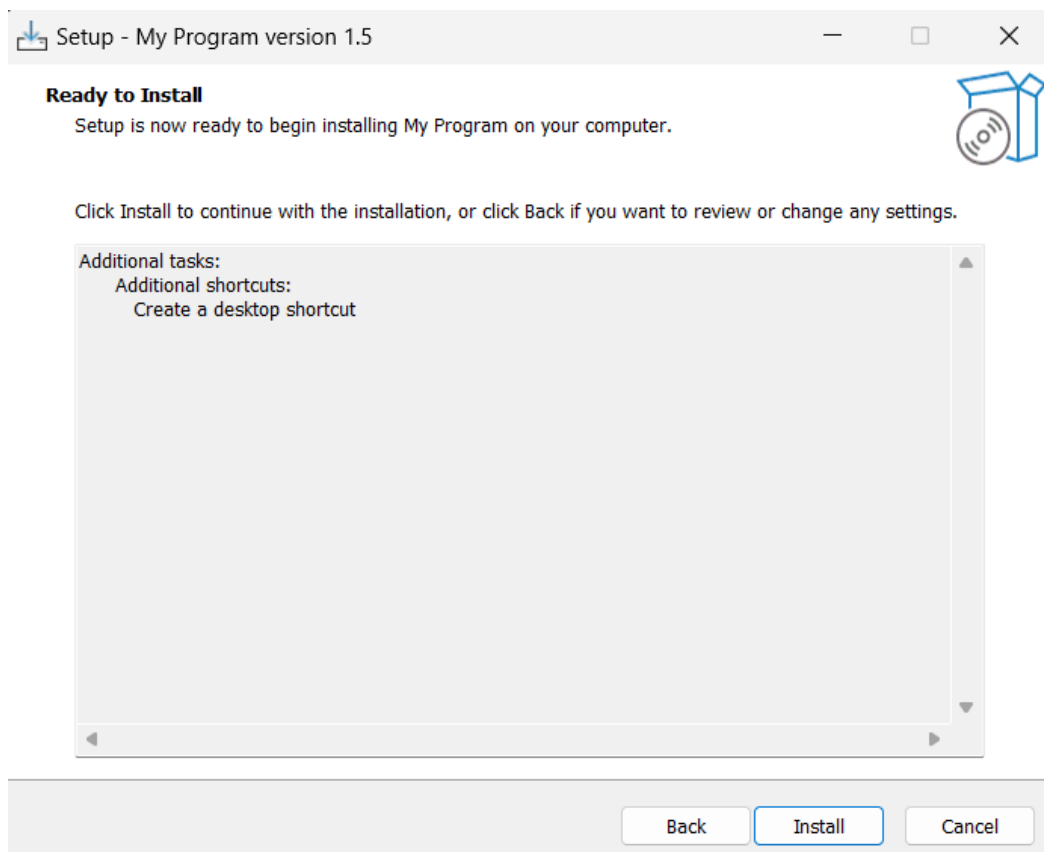 Setup - My Program version 1.5
Ready to Install
Setup is now ready to begin installing My Program on your computer.
Click Install to continue with the installation, or click Back if you want to review or change any settings.
Additional tasks:
Additional shortcuts:
Create a desktop shortcut
Back Install Cancel